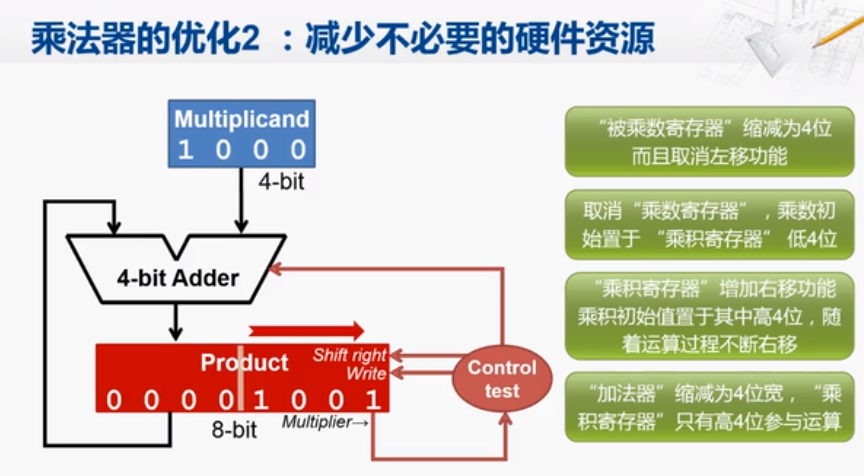 乘法器的优化2 ：减少不必要的硬件资源
Multiplicand
1 0 0 0
4-bit
4-bit Adder
Product
Shift right
Write
0 0 0 0 1 0 0 1
8-bit
Multiplier→
Control
test
“被乘数寄存器”缩减为4位
而且取消左移功能
取消“乘数寄存器”，乘数初
始置于 “乘积寄存器” 低4位
“乘积寄存器”增加右移功能
乘积初始值置于其中高4位，随
着运算过程不断右移
“加法器”缩减为4位宽，“乘
积寄存器”只有高4位参与运算